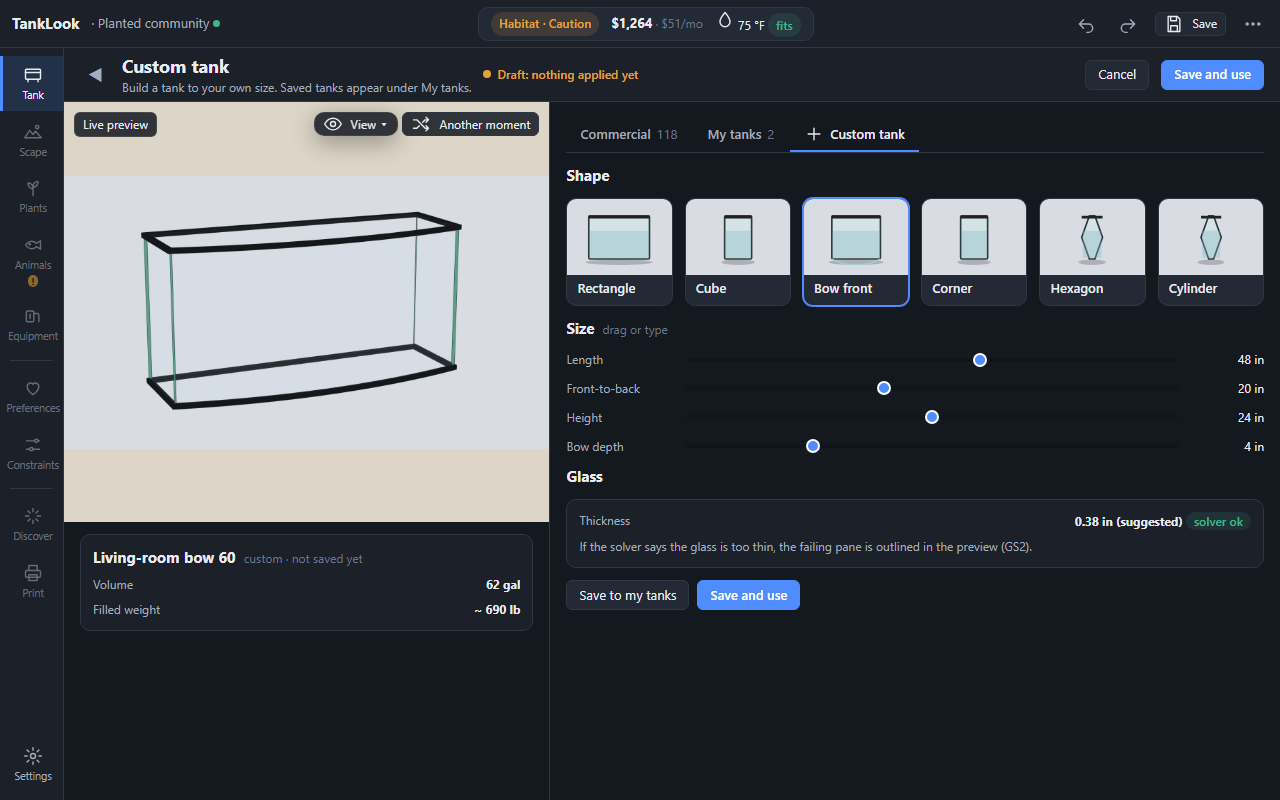 TankLook · Planted community
Habitat · Caution $1,264 · $51/mo 75 °F fits
Save
Custom tank
Build a tank to your own size. Saved tanks appear under My tanks.
Draft: nothing applied yet
Cancel Save and use
Tank
Scape
Plants
Animals
!
Equipment
Preferences
Constraints
Discover
Print
Settings
Live preview View Another moment
Living-room bow 60 custom · not saved yet
Volume 62 gal
Filled weight ~ 690 lb
Commercial 118 My tanks 2 Custom tank
Shape
Rectangle Cube Bow front Corner Hexagon Cylinder
Size drag or type
Length 48 in
Front-to-back 20 in
Height 24 in
Bow depth 4 in
Glass
Thickness 0.38 in (suggested) solver ok
If the solver says the glass is too thin, the failing pane is outlined in the preview (GS2).
Save to my tanks Save and use